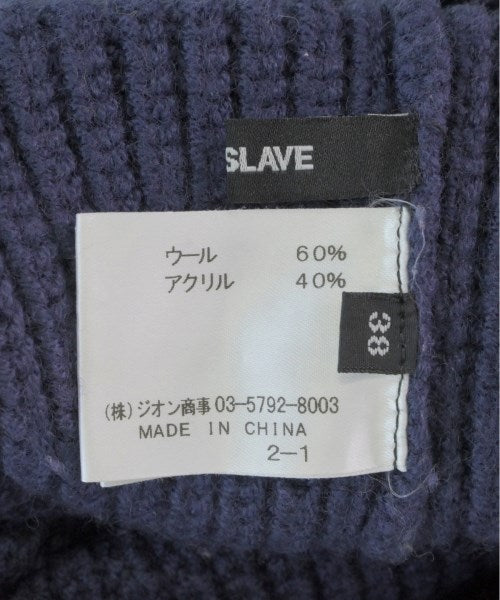 SLAVE
ウール 60%
アクリル 40%
38
(株)ジオン商事 03-5792-8003
MADE IN CHINA
2-1